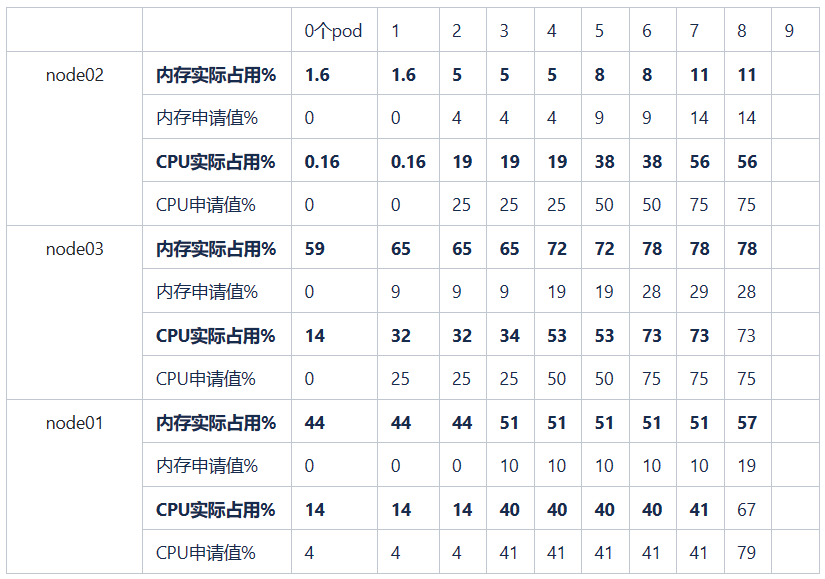 0个pod 1 2 3 4 5 6 7 8 9
node02 内存实际占用% 1.6 1.6 5 5 5 8 8 11 11
内存申请值% 0 0 4 4 4 9 9 14 14
CPU实际占用% 0.16 0.16 19 19 19 38 38 56 56
CPU申请值% 0 0 25 25 25 50 50 75 75
node03 内存实际占用% 59 65 65 65 72 72 78 78 78
内存申请值% 0 9 9 9 19 19 28 29 28
CPU实际占用% 14 32 32 34 53 53 73 73 73
CPU申请值% 0 25 25 25 50 50 75 75 75
node01 内存实际占用% 44 44 44 51 51 51 51 51 57
内存申请值% 0 0 0 10 10 10 10 10 19
CPU实际占用% 14 14 14 40 40 40 40 41 67
CPU申请值% 4 4 4 41 41 41 41 41 79